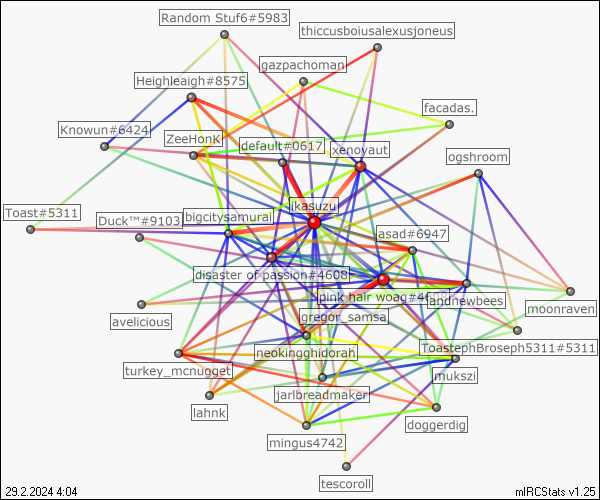 Random Stuf6#5983
thiccusboiusalexusjoneus
gazpachoman
Heighleaigh#8575
facadas.
Knowun#6424
ZeeHonk
default#0617
xenoyaut
ogshroom
ikasuzu
Toast#5311
Duck™#9103
bigcitysamurai
asad#6947
disaster of passion#4608
pink hair woag#4
landnewbees
moonraven
avelicious
gregor_samsa
neokingghidorah
ToastephBroseph5311#5311
turkey_mcnugget
mukszi
jarlbreadmaker
lahnk
doggerdig
mingus4742
tescoroll
29.2.2024 4:04
mIRCStats v1.25